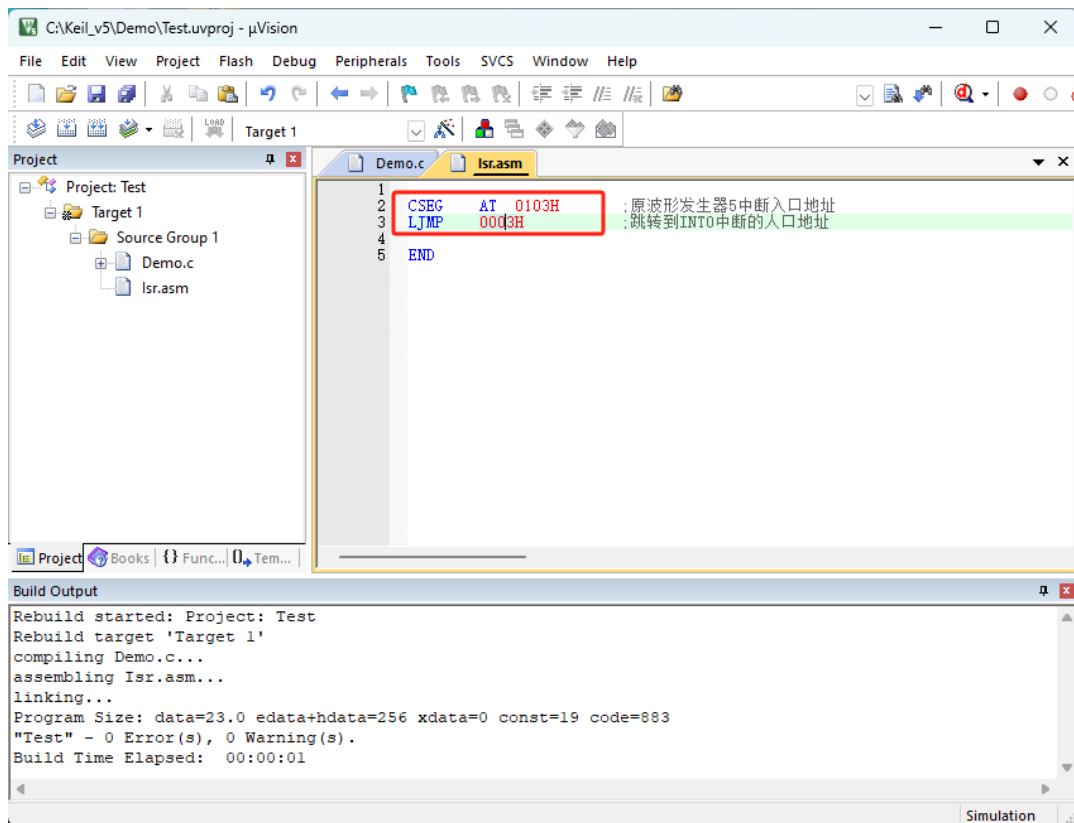 C:\Keil_v5\Demo\Test.uvproj - µVision
File Edit View Project Flash Debug Peripherals Tools SVCS Window Help
LOAD
Target 1
Project
Demo.c Isr.asm
Project: Test
Target 1
Source Group 1
Demo.c
Isr.asm
1
2 CSEG AT 0103H ;原波形发生器5中断入口地址
3 LJMP 0003H ;跳转到INT0中断的入口地址
4
5 END
Project Books {} Func... Tem...
Build Output
Rebuild started: Project: Test
Rebuild target 'Target 1'
compiling Demo.c...
assembling Isr.asm...
linking...
Program Size: data=23.0 edata+hdata=256 xdata=0 const=19 code=883
"Test" - 0 Error(s), 0 Warning(s).
Build Time Elapsed: 00:00:01
Simulation